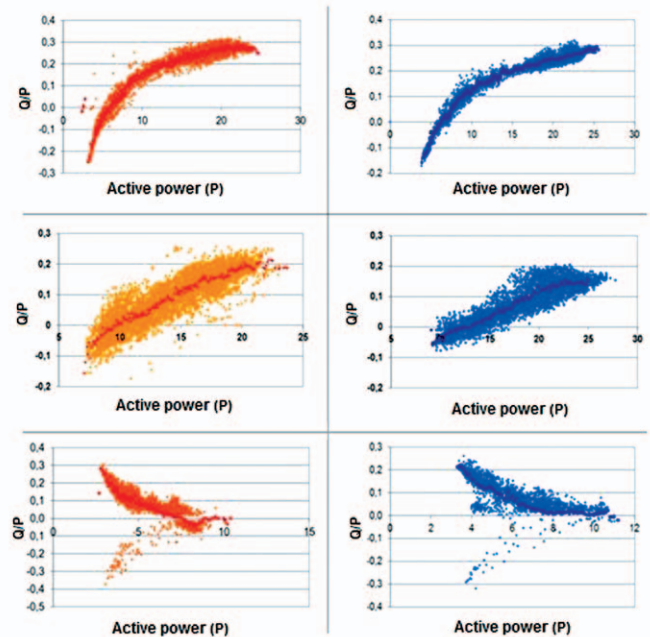 0,4
0,3
0,2
0,1
0,0
-0,1
-0,2
-0,3
0 10 20 30
Q/P
Active power (P)
0,4
0,3
0,2
0,1
0,0
-0,1
-0,2
0 5 10 15 20 25 30
Q/P
Active power (P)
0,3
0,2
0,1
0
-0,1
-0,2
5 10 15 20 25
Q/P
Active power (P)
0,3
0,2
0,1
0
-0,1
-0,2
5 10 15 20 25 30
Q/P
Active power (P)
0,4
0,3
0,2
0,1
0,0
-0,1
-0,2
-0,3
-0,4
-0,5
0 5 10 15
Q/P
Active power (P)
0,3
0,2
0,1
0,0
-0,1
-0,2
-0,3
-0,4
0 2 4 6 8 10 12
Q/P
Active power (P)